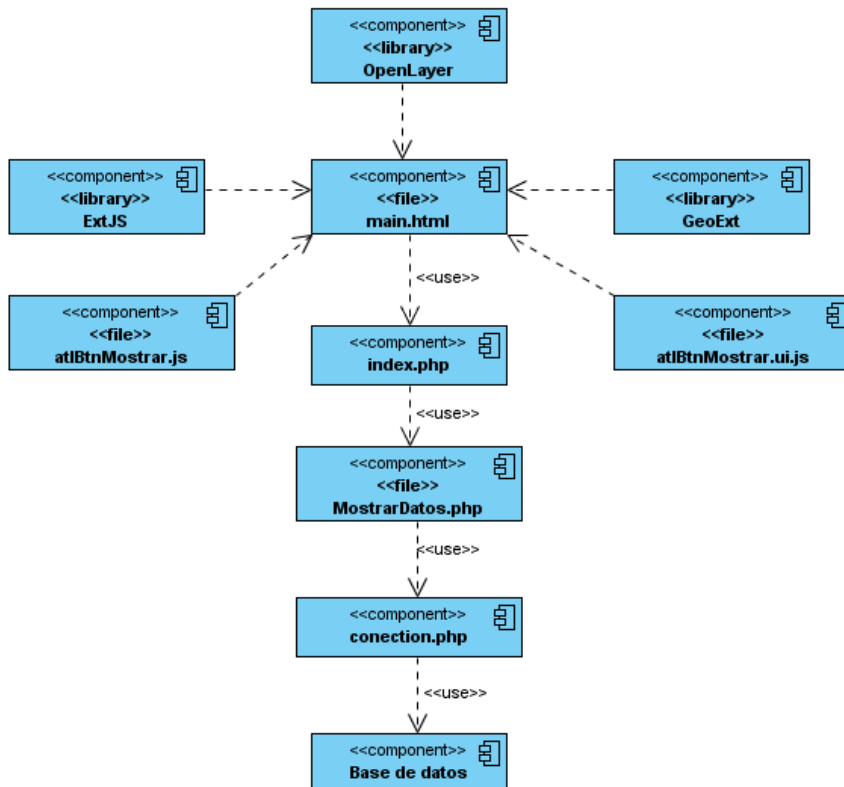 <<component>>
<<library>>
OpenLayer
<<component>>
<<library>>
ExtJS
<<component>>
<<file>>
main.html
<<component>>
<<library>>
GeoExt
<<use>>
<<component>>
<<file>>
atlBtnMostrar.js
<<component>>
<<file>>
atlBtnMostrar.ui.js
<<component>>
index.php
<<use>>
<<component>>
<<file>>
MostrarDatos.php
<<use>>
<<component>>
conection.php
<<use>>
<<component>>
Base de datos